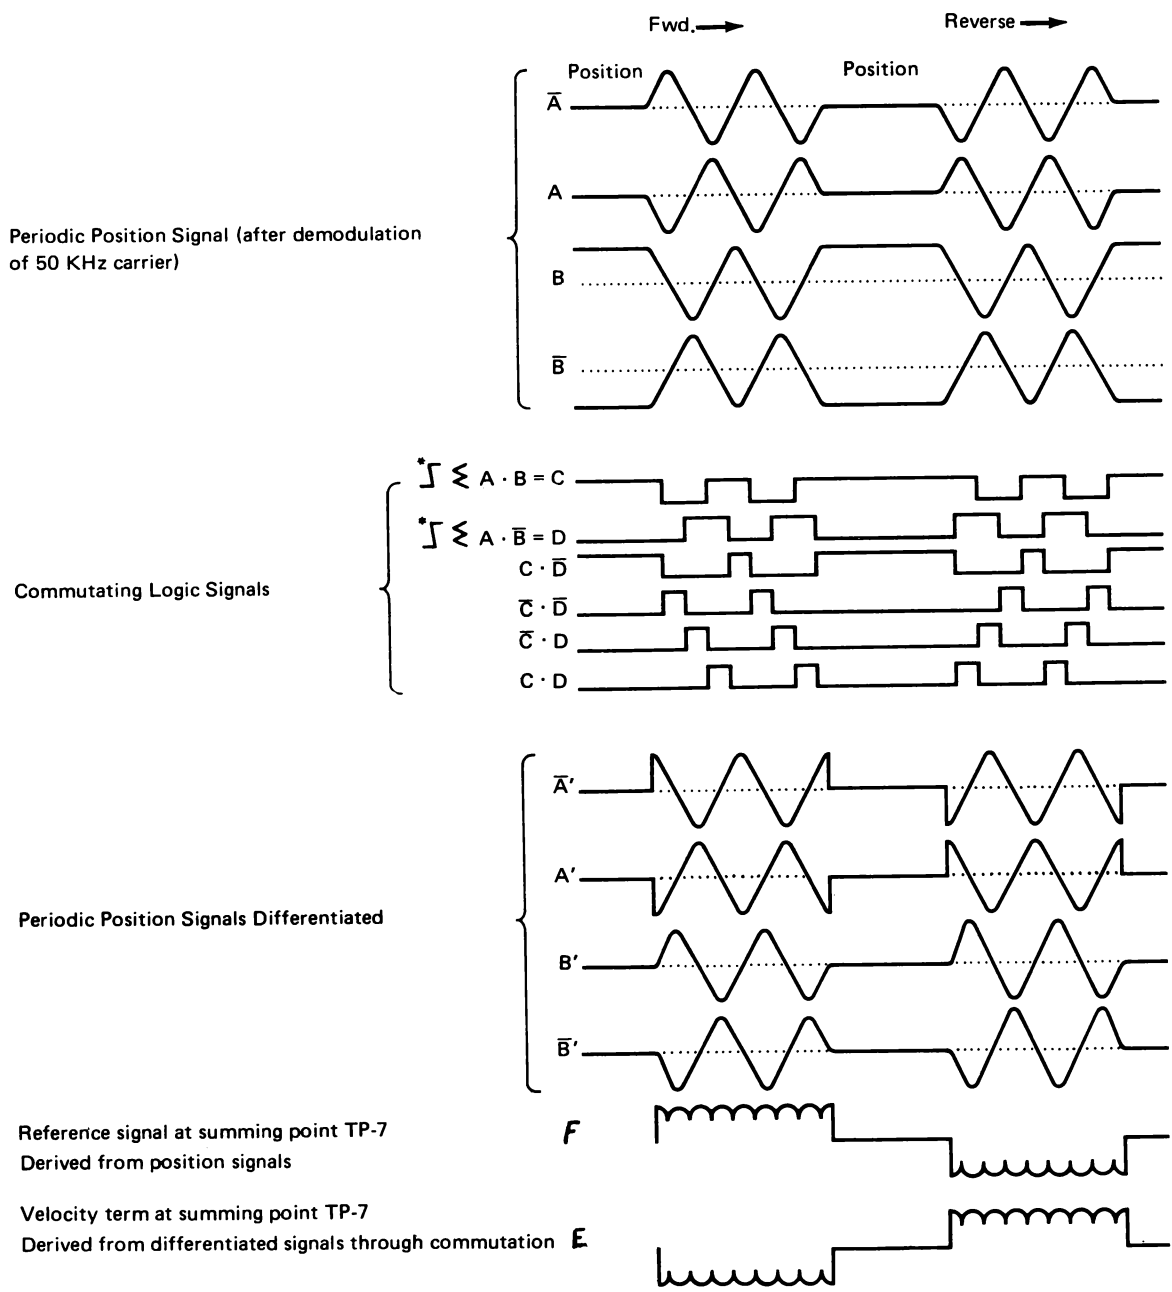 Fwd. →
Reverse →
Position
Position
A̅
A
Periodic Position Signal (after demodulation
of 50 KHz carrier)
B
B̅
*∫ Σ A · B = C
*∫ Σ A · B̅ = D
C · D̅
Commutating Logic Signals
C̅ · D̅
C̅ · D
C · D
A̅′
A′
Periodic Position Signals Differentiated
B′
B̅′
Reference signal at summing point TP-7
Derived from position signals
F
Velocity term at summing point TP-7
Derived from differentiated signals through commutation E